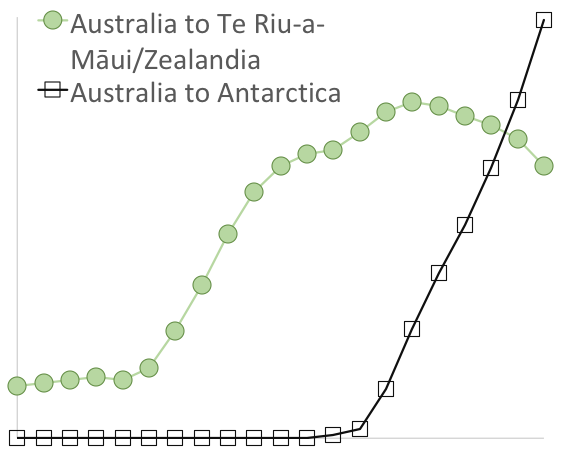 Australia to Te Riu-a-
Māui/Zealandia
Australia to Antarctica